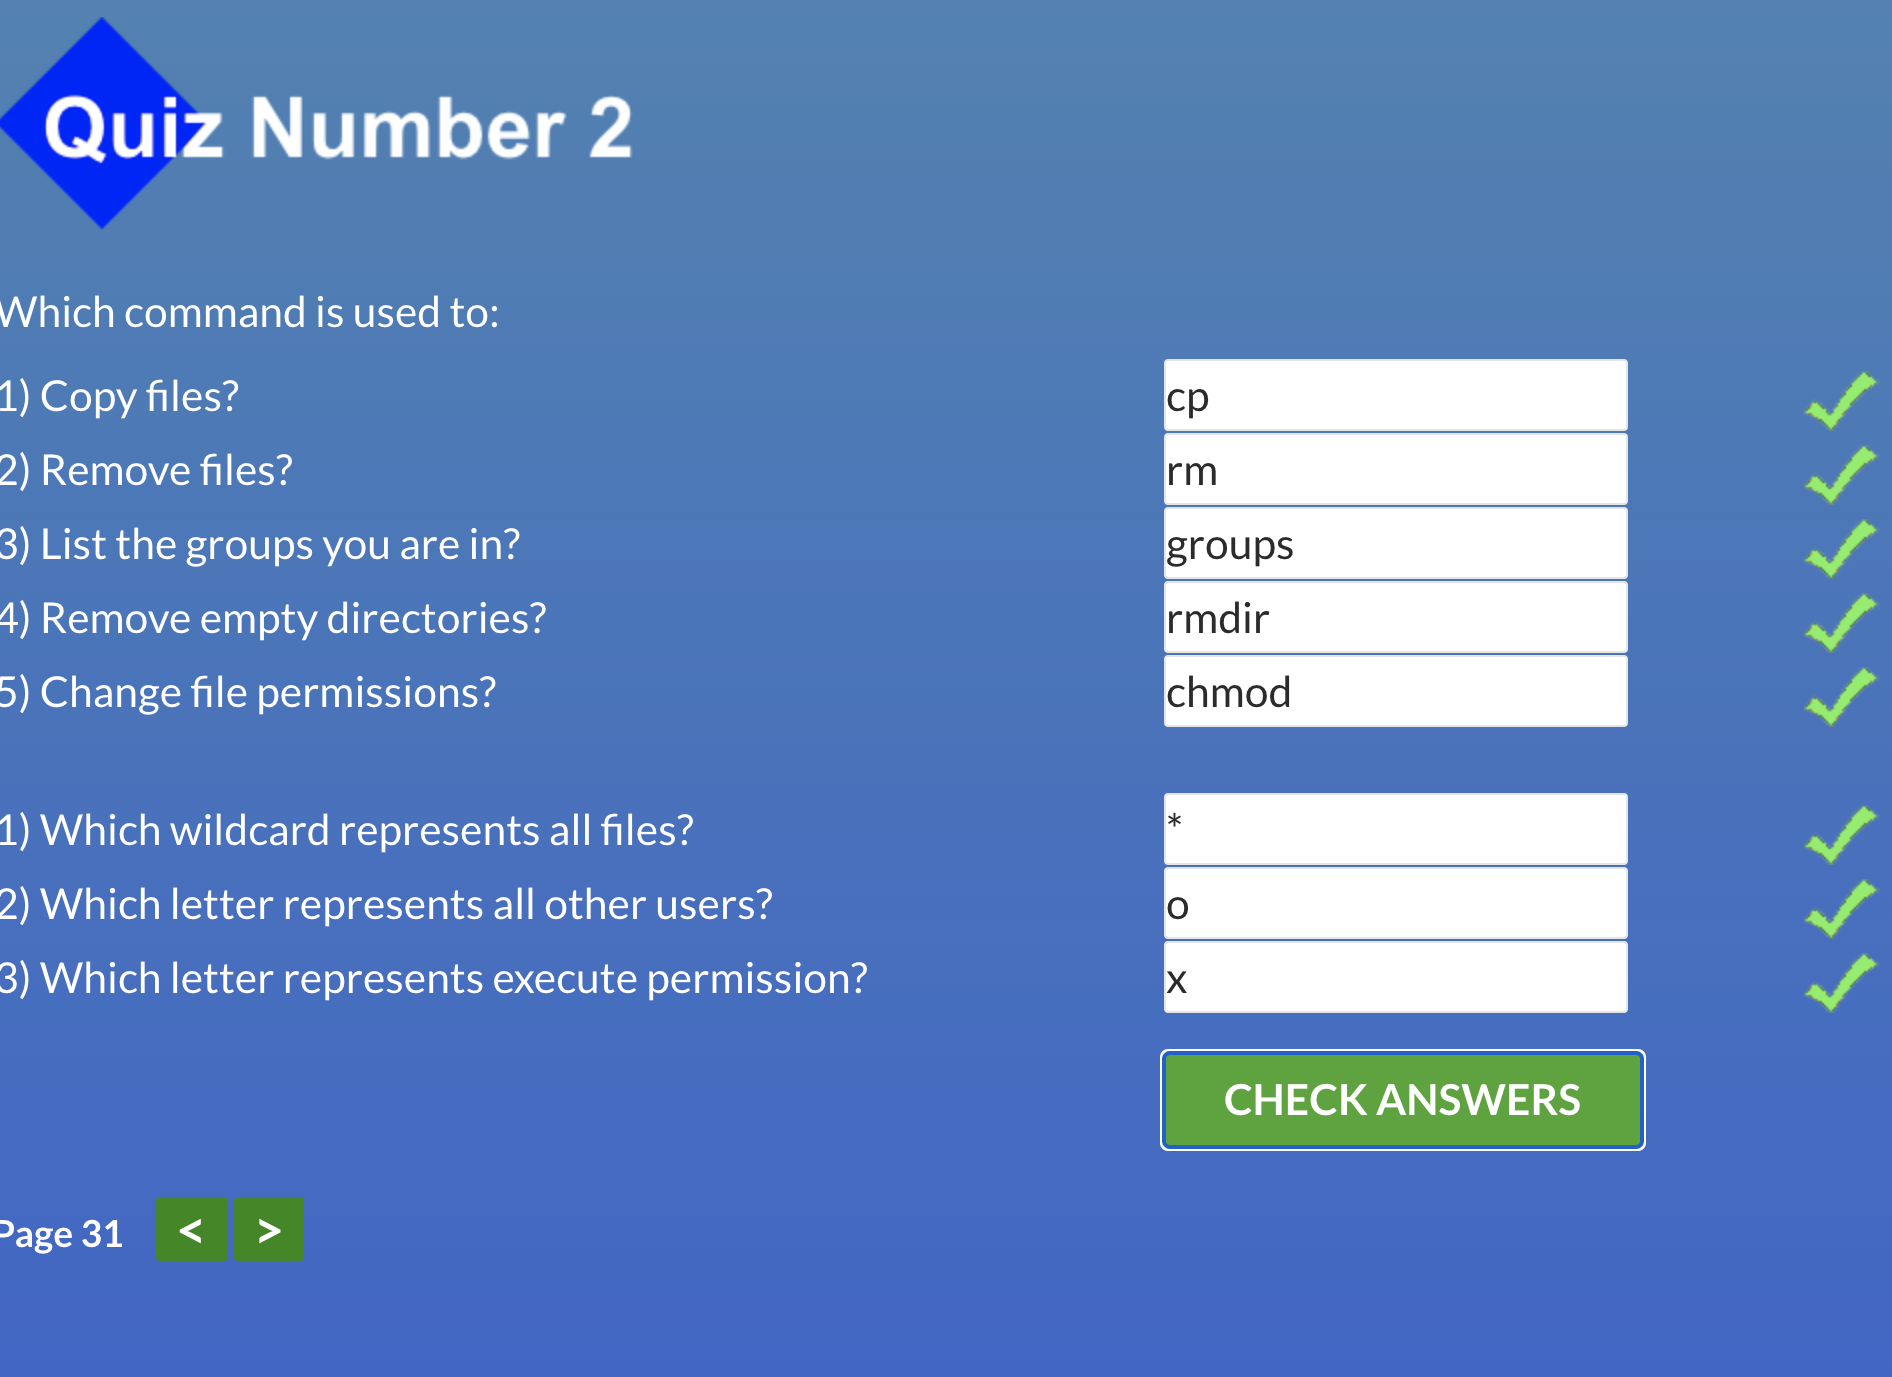 Quiz Number 2
Which command is used to:
1) Copy files? cp
2) Remove files? rm
3) List the groups you are in? groups
4) Remove empty directories? rmdir
5) Change file permissions? chmod
1) Which wildcard represents all files? *
2) Which letter represents all other users? o
3) Which letter represents execute permission? x
CHECK ANSWERS
Page 31 < >